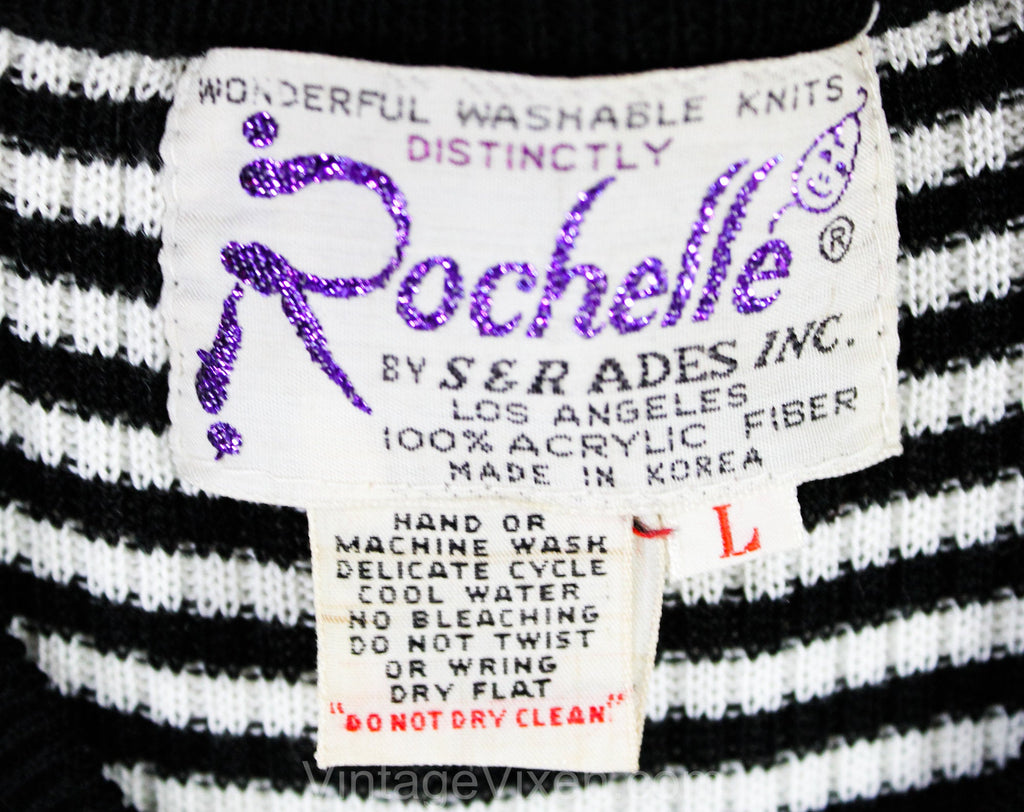 WONDERFUL WASHABLE KNITS
DISTINCTLY
Rochelle ®
BY S&R ADES INC.
LOS ANGELES
100% ACRYLIC FIBER
MADE IN KOREA
L
HAND OR
MACHINE WASH
DELICATE CYCLE
COOL WATER
NO BLEACHING
DO NOT TWIST
OR WRING
DRY FLAT
"DO NOT DRY CLEAN"
VintageVixen.com